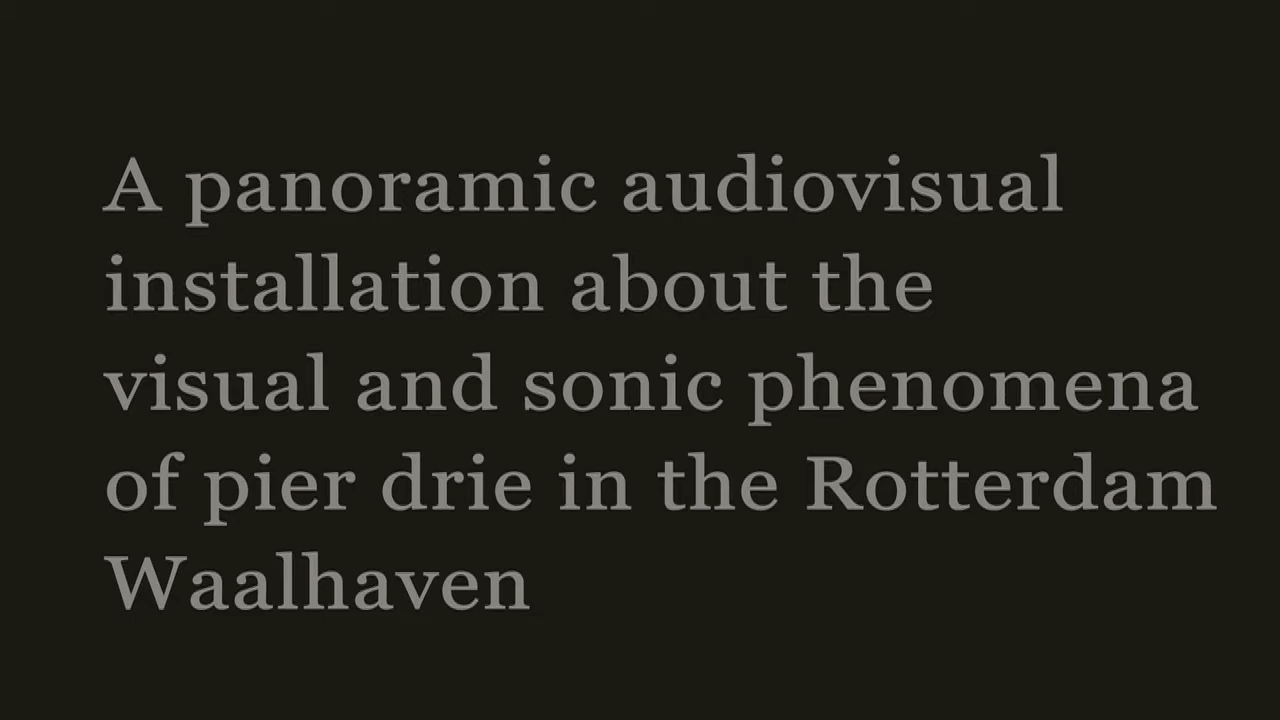 A panoramic audiovisual
installation about the
visual and sonic phenomena
of pier drie in the Rotterdam
Waalhaven